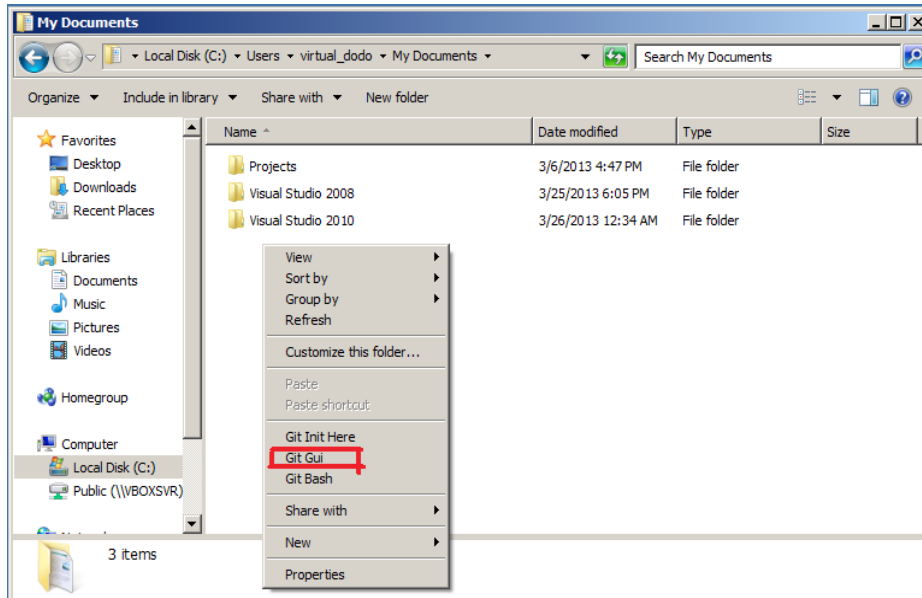 My Documents
Local Disk (C:) Users virtual_dodo My Documents
Search My Documents
Organize Include in library Share with New folder
Name Date modified Type Size
Favorites
Desktop
Downloads
Recent Places
Libraries
Documents
Music
Pictures
Videos
Homegroup
Computer
Local Disk (C:)
Public (\\VBOXSVR)
Projects 3/6/2013 4:47 PM File folder
Visual Studio 2008 3/25/2013 6:05 PM File folder
Visual Studio 2010 3/26/2013 12:34 AM File folder
View
Sort by
Group by
Refresh
Customize this folder...
Paste
Paste shortcut
Git Init Here
Git Gui
Git Bash
Share with
New
Properties
3 items